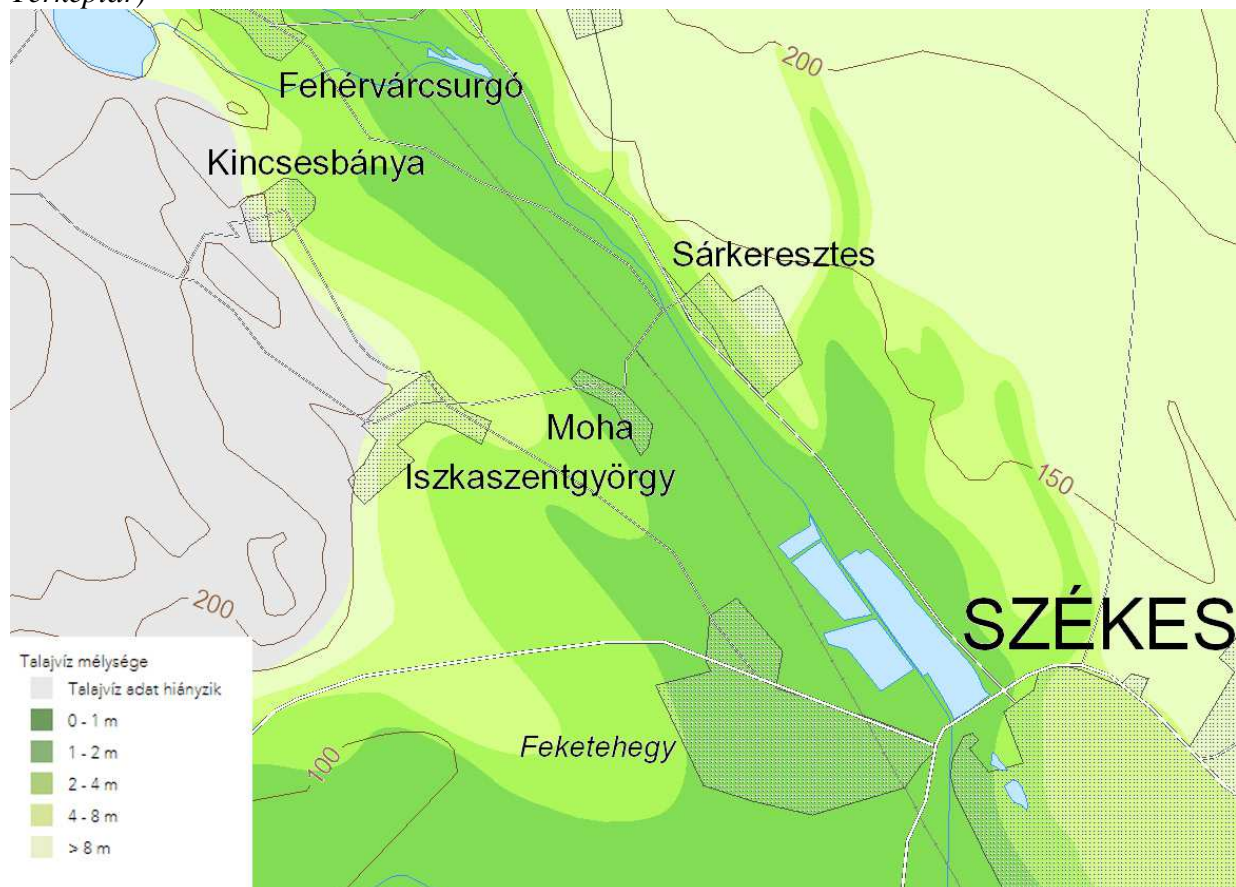 Térképtár)
200
Fehérvárcsurgó
Kincsesbánya
Sárkeresztes
Moha
Iszkaszentgyörgy
150
200
SZÉKES
Talajvíz mélysége
Talajvíz adat hiányzik
0 - 1 m
1 - 2 m
2 - 4 m
4 - 8 m
> 8 m
Feketehegy
100